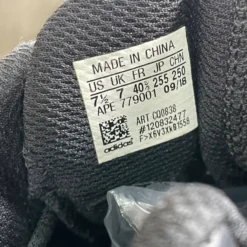 MADE IN CHINA
US UK FR JP CHN
7½ 7 40⅔ 255 250
APE 779001 09/18
ART CQ0838
#120832477
F>X6V3XWQ1558
adidas